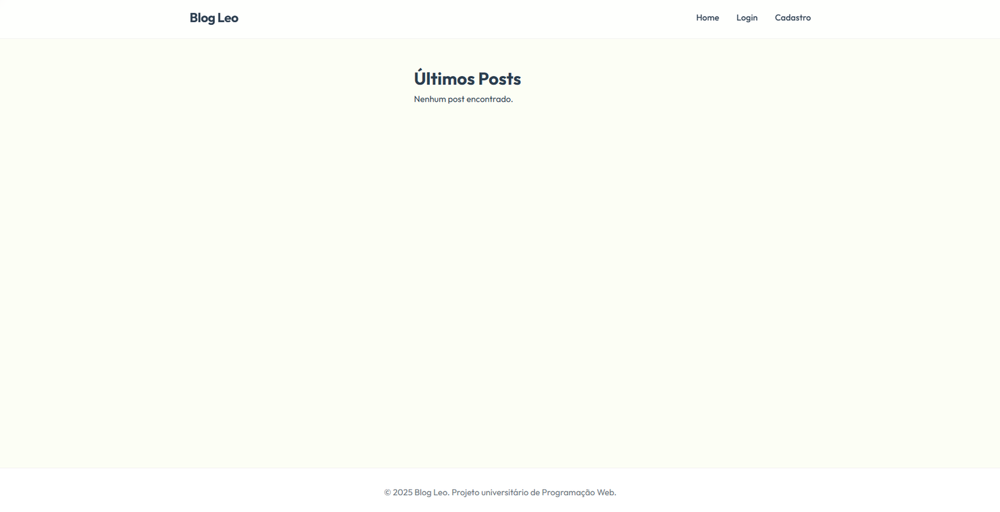 Blog Leo
Home Login Cadastro
Últimos Posts
Nenhum post encontrado.
© 2025 Blog Leo. Projeto universitário de Programação Web.